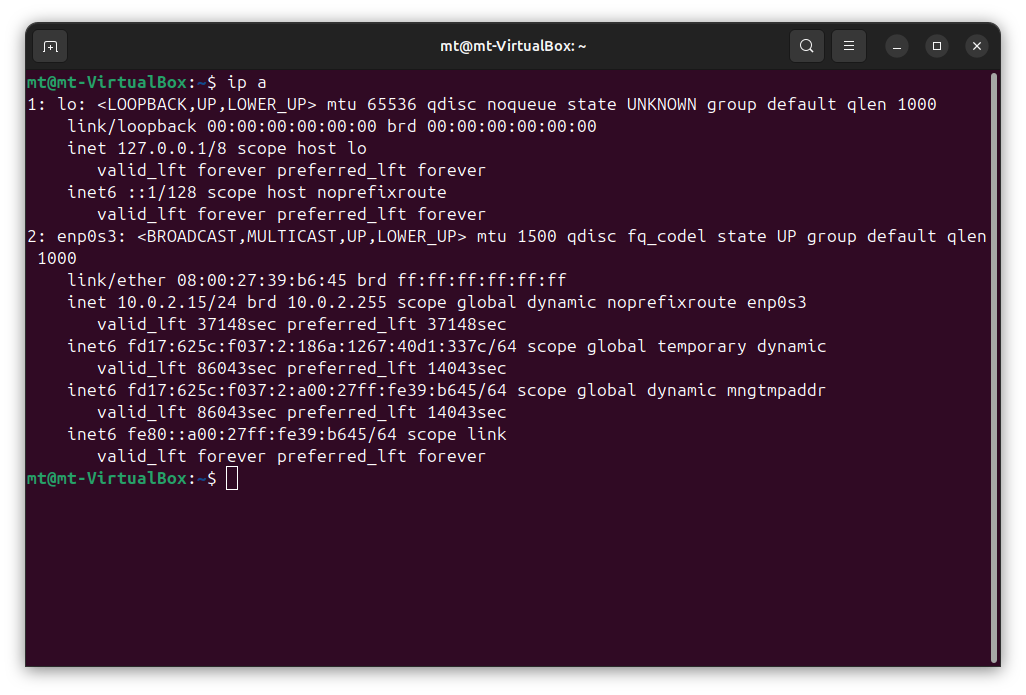 mt@mt-VirtualBox: ~
mt@mt-VirtualBox:~$ ip a
1: lo: <LOOPBACK,UP,LOWER_UP> mtu 65536 qdisc noqueue state UNKNOWN group default qlen 1000
    link/loopback 00:00:00:00:00:00 brd 00:00:00:00:00:00
    inet 127.0.0.1/8 scope host lo
       valid_lft forever preferred_lft forever
    inet6 ::1/128 scope host noprefixroute
       valid_lft forever preferred_lft forever
2: enp0s3: <BROADCAST,MULTICAST,UP,LOWER_UP> mtu 1500 qdisc fq_codel state UP group default qlen
 1000
    link/ether 08:00:27:39:b6:45 brd ff:ff:ff:ff:ff:ff
    inet 10.0.2.15/24 brd 10.0.2.255 scope global dynamic noprefixroute enp0s3
       valid_lft 37148sec preferred_lft 37148sec
    inet6 fd17:625c:f037:2:186a:1267:40d1:337c/64 scope global temporary dynamic
       valid_lft 86043sec preferred_lft 14043sec
    inet6 fd17:625c:f037:2:a00:27ff:fe39:b645/64 scope global dynamic mngtmpaddr
       valid_lft 86043sec preferred_lft 14043sec
    inet6 fe80::a00:27ff:fe39:b645/64 scope link
       valid_lft forever preferred_lft forever
mt@mt-VirtualBox:~$